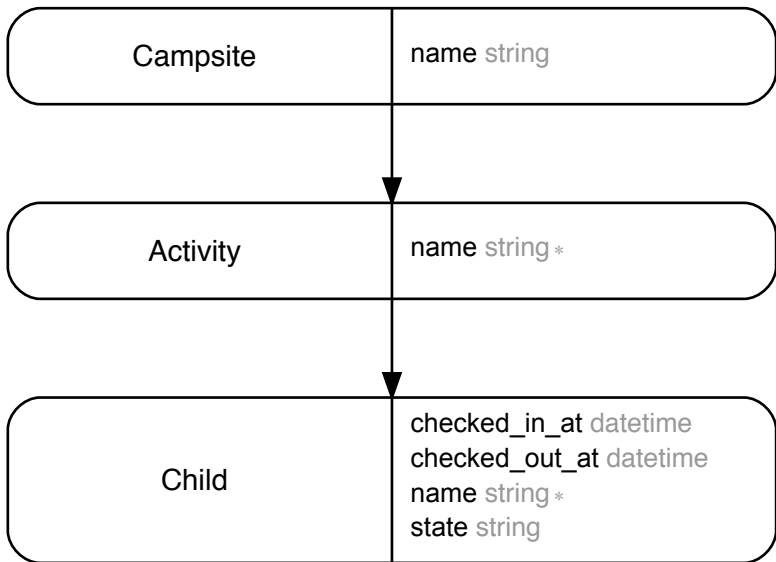 Campsite
name string
Activity
name string *
Child
checked_in_at datetime
checked_out_at datetime
name string *
state string